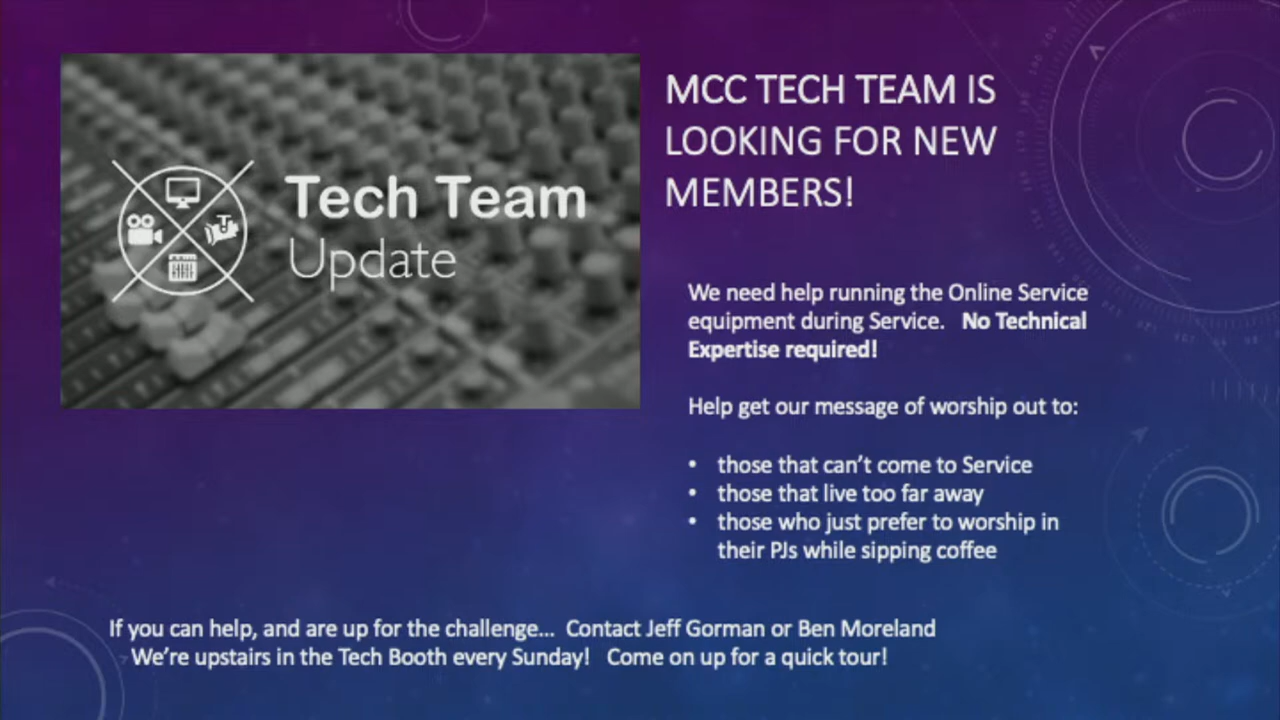 Tech Team
Update
MCC TECH TEAM IS
LOOKING FOR NEW
MEMBERS!
We need help running the Online Service
equipment during Service. No Technical
Expertise required!
Help get our message of worship out to:
• those that can't come to Service
• those that live too far away
• those who just prefer to worship in
their PJs while sipping coffee
If you can help, and are up for the challenge... Contact Jeff Gorman or Ben Moreland
We're upstairs in the Tech Booth every Sunday! Come on up for a quick tour!